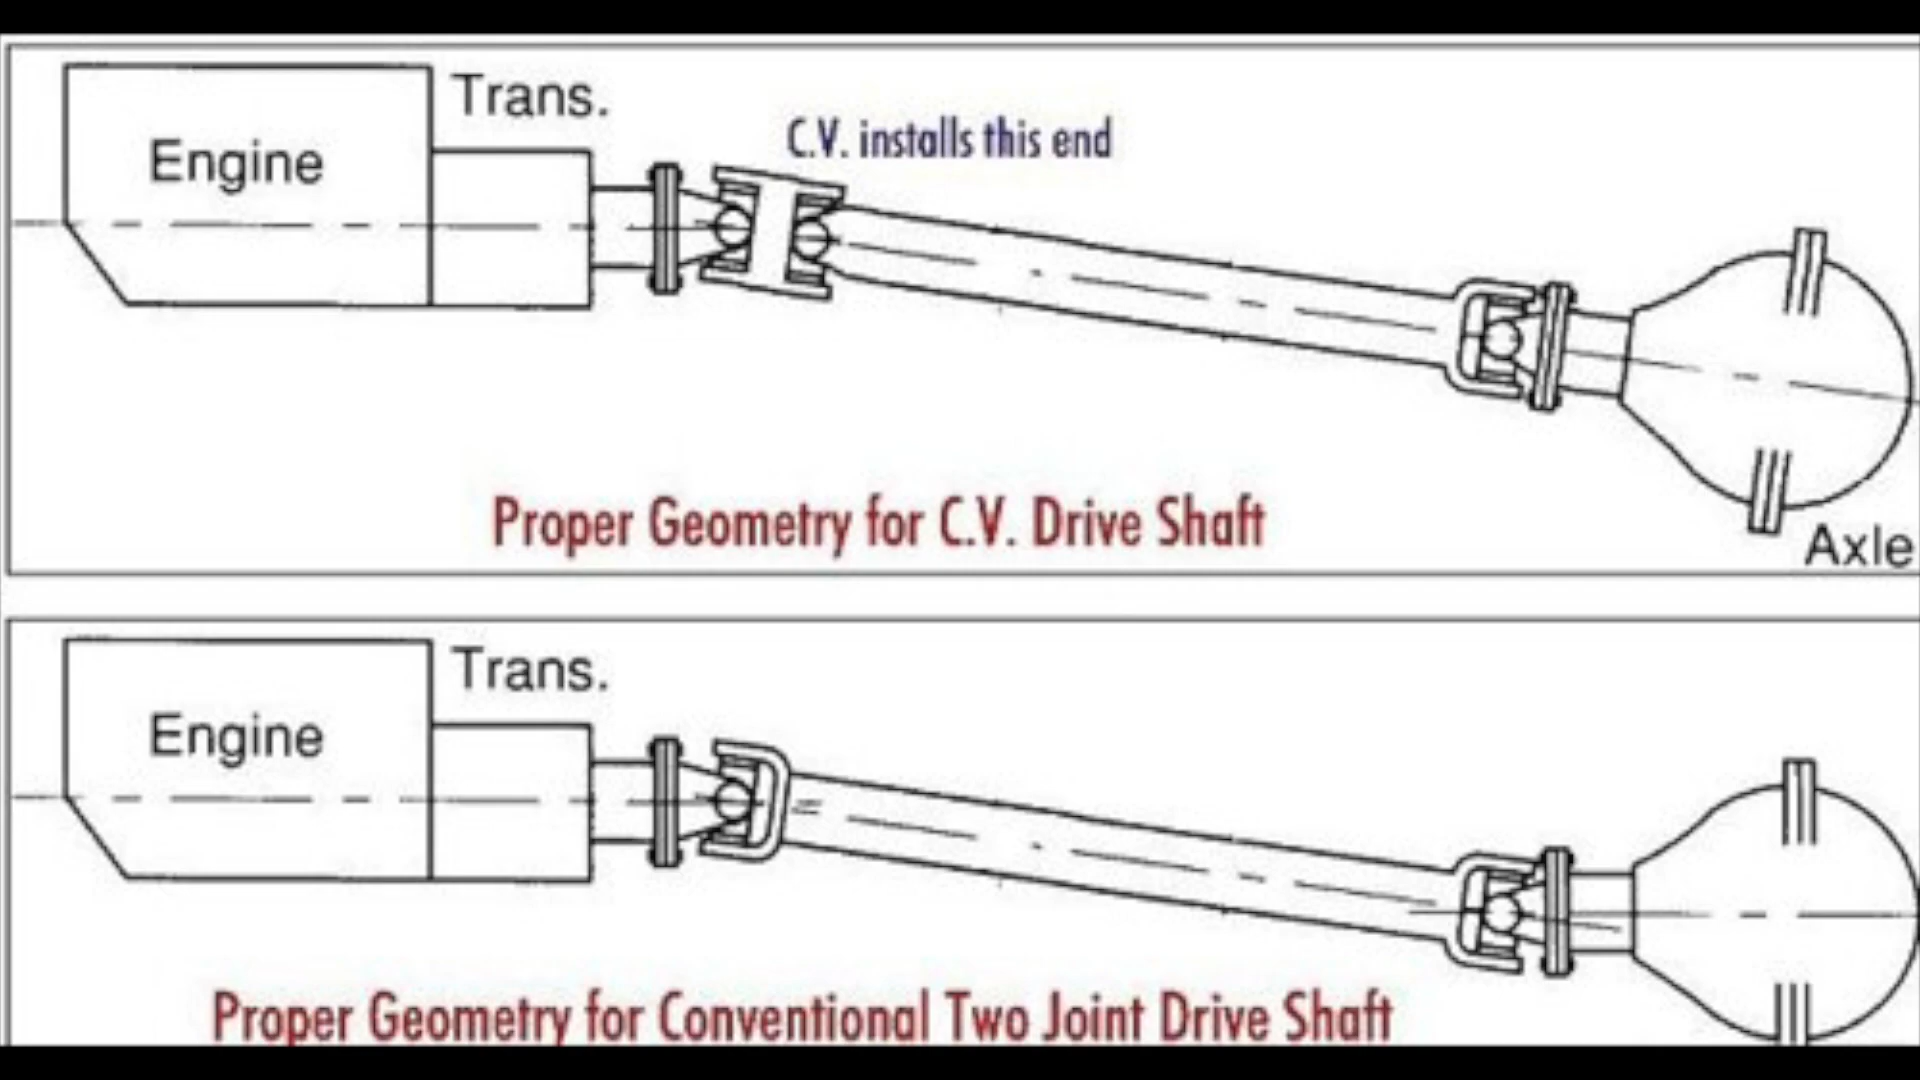 Trans.
Engine
C.V. installs this end
Proper Geometry for C.V. Drive Shaft
Axle
Trans.
Engine
Proper Geometry for Conventional Two Joint Drive Shaft